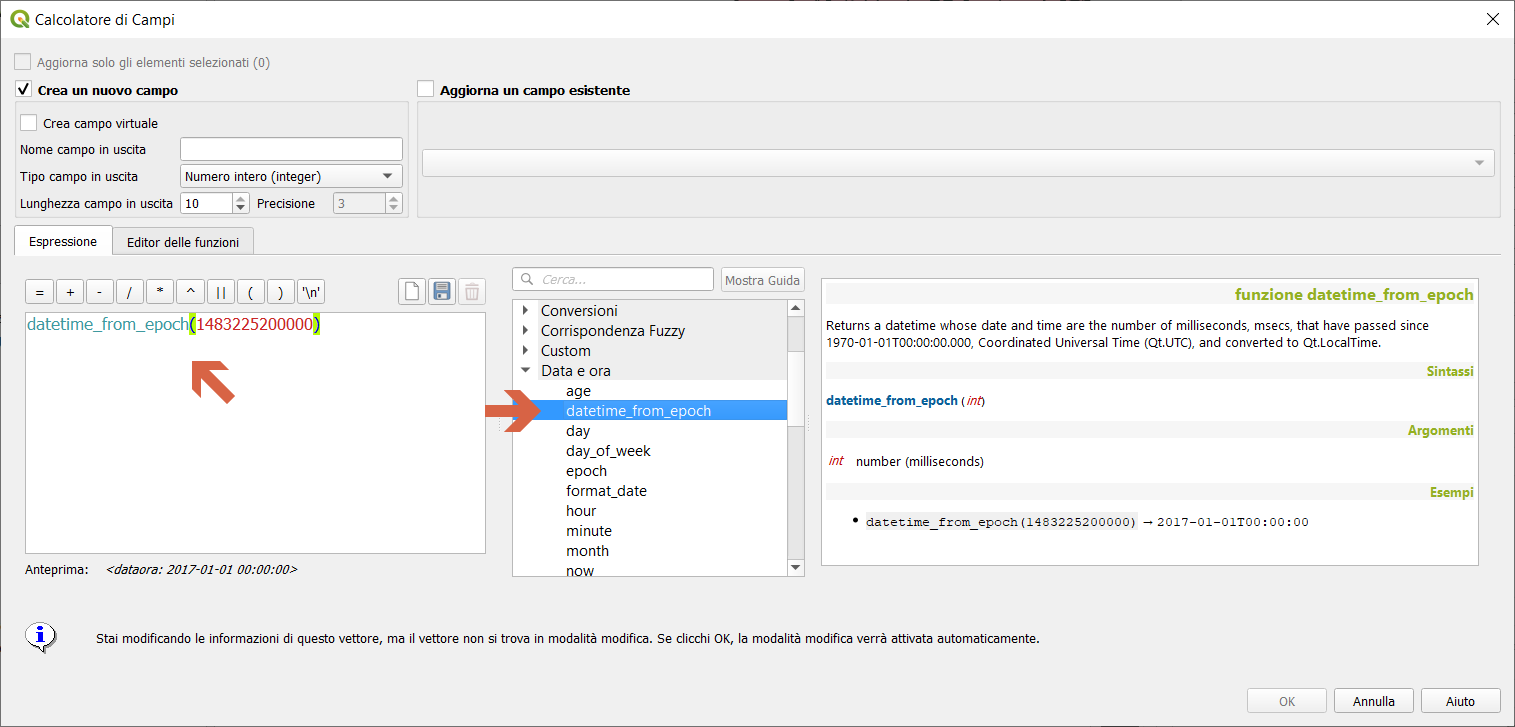 Calcolatore di Campi
Aggiorna solo gli elementi selezionati (0)
Crea un nuovo campo
Aggiorna un campo esistente
Crea campo virtuale
Nome campo in uscita
Tipo campo in uscita
Numero intero (integer)
Lunghezza campo in uscita
10
Precisione
3
Espressione
Editor delle funzioni
= + - / * ^ || ( ) '\n'
Cerca...
Mostra Guida
datetime_from_epoch(1483225200000)
Conversioni
Corrispondenza Fuzzy
Custom
Data e ora
age
datetime_from_epoch
day
day_of_week
epoch
format_date
hour
minute
month
now
funzione datetime_from_epoch
Returns a datetime whose date and time are the number of milliseconds, msecs, that have passed since
1970-01-01T00:00:00.000, Coordinated Universal Time (Qt.UTC), and converted to Qt.LocalTime.
Sintassi
datetime_from_epoch (int)
Argomenti
int number (milliseconds)
Esempi
• datetime_from_epoch(1483225200000) → 2017-01-01T00:00:00
Anteprima: <dataora: 2017-01-01 00:00:00>
Stai modificando le informazioni di questo vettore, ma il vettore non si trova in modalità modifica. Se clicchi OK, la modalità modifica verrà attivata automaticamente.
OK
Annulla
Aiuto